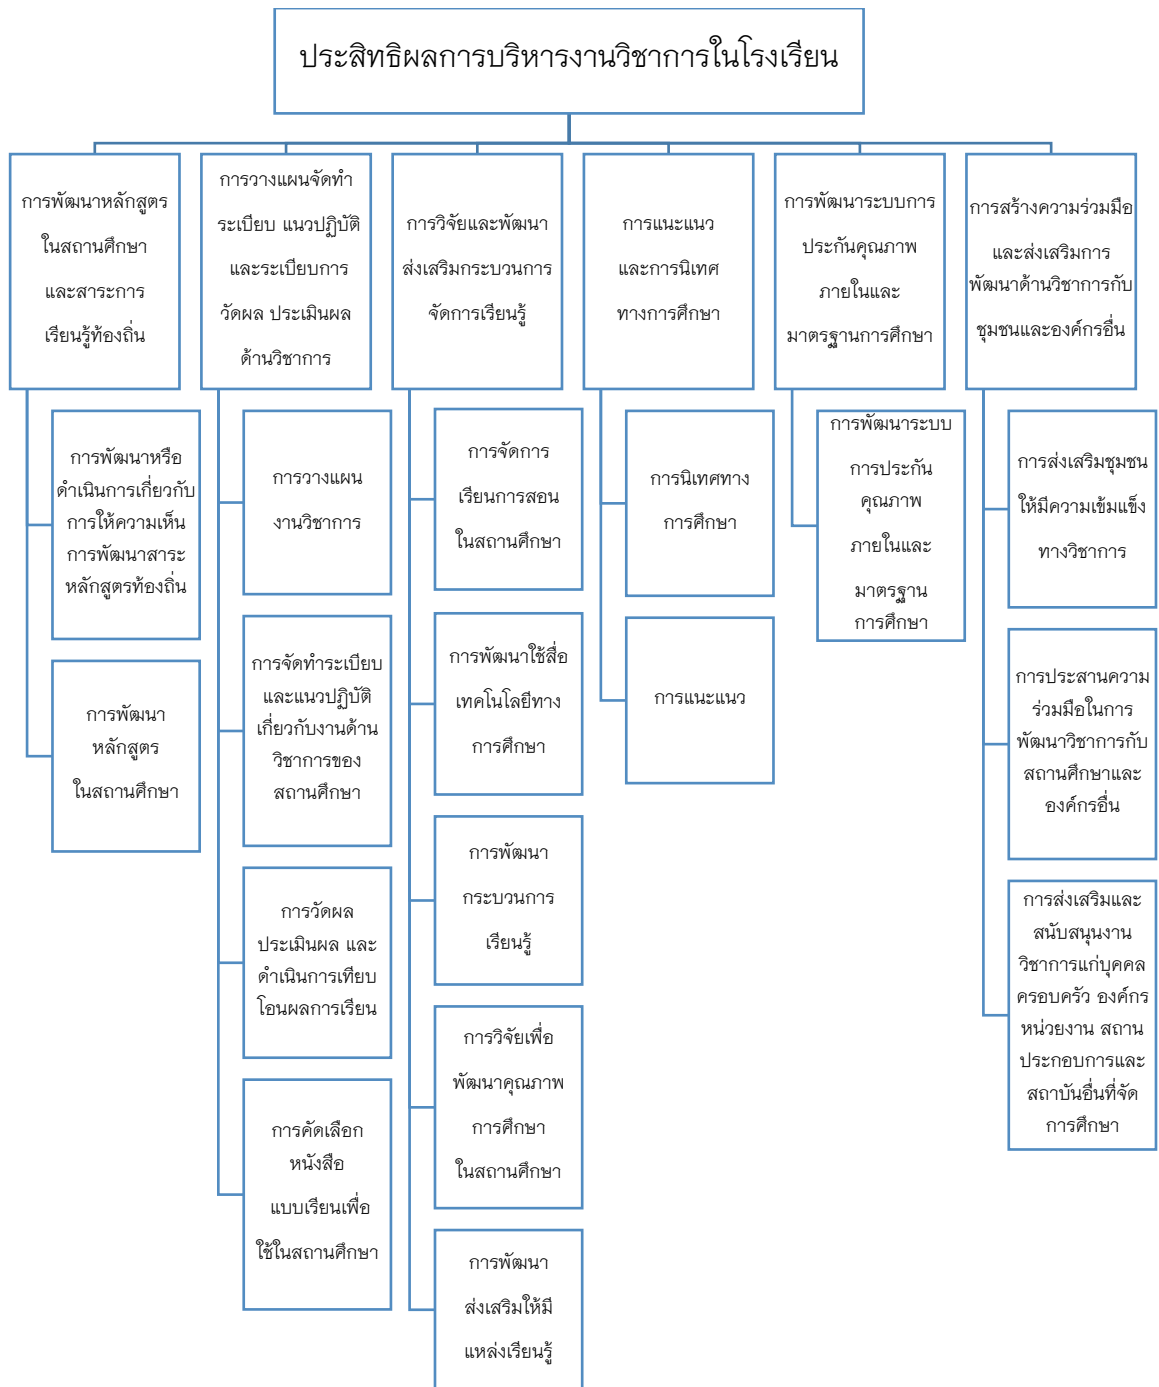 ประสิทธิผลการบริหารงานวิชาการในโรงเรียน
การพัฒนาหลักสูตร
ในสถานศึกษา
และสาระการ
เรียนรู้ท้องถิ่น
การพัฒนาหรือ
ดำเนินการเกี่ยวกับ
การให้ความเห็น
การพัฒนาสาระ
หลักสูตรท้องถิ่น
การพัฒนา
หลักสูตร
ในสถานศึกษา
การวางแผนจัดทำ
ระเบียบ แนวปฏิบัติ
และระเบียบการ
วัดผล ประเมินผล
ด้านวิชาการ
การวางแผน
งานวิชาการ
การจัดทำระเบียบ
และแนวปฏิบัติ
เกี่ยวกับงานด้าน
วิชาการของ
สถานศึกษา
การวัดผล
ประเมินผล และ
ดำเนินการเทียบ
โอนผลการเรียน
การคัดเลือก
หนังสือ
แบบเรียนเพื่อ
ใช้ในสถานศึกษา
การวิจัยและพัฒนา
ส่งเสริมกระบวนการ
จัดการเรียนรู้
การจัดการ
เรียนการสอน
ในสถานศึกษา
การพัฒนาใช้สื่อ
เทคโนโลยีทาง
การศึกษา
การพัฒนา
กระบวนการ
เรียนรู้
การวิจัยเพื่อ
พัฒนาคุณภาพ
การศึกษา
ในสถานศึกษา
การพัฒนา
ส่งเสริมให้มี
แหล่งเรียนรู้
การแนะแนว
และการนิเทศ
ทางการศึกษา
การนิเทศทาง
การศึกษา
การแนะแนว
การพัฒนาระบบการ
ประกันคุณภาพ
ภายในและ
มาตรฐานการศึกษา
การพัฒนาระบบ
การประกัน
คุณภาพ
ภายในและ
มาตรฐาน
การศึกษา
การสร้างความร่วมมือ
และส่งเสริมการ
พัฒนาด้านวิชาการกับ
ชุมชนและองค์กรอื่น
การส่งเสริมชุมชน
ให้มีความเข้มแข็ง
ทางวิชาการ
การประสานความ
ร่วมมือในการ
พัฒนาวิชาการกับ
สถานศึกษาและ
องค์กรอื่น
การส่งเสริมและ
สนับสนุนงาน
วิชาการแก่บุคคล
ครอบครัว องค์กร
หน่วยงาน สถาน
ประกอบการและ
สถาบันอื่นที่จัด
การศึกษา